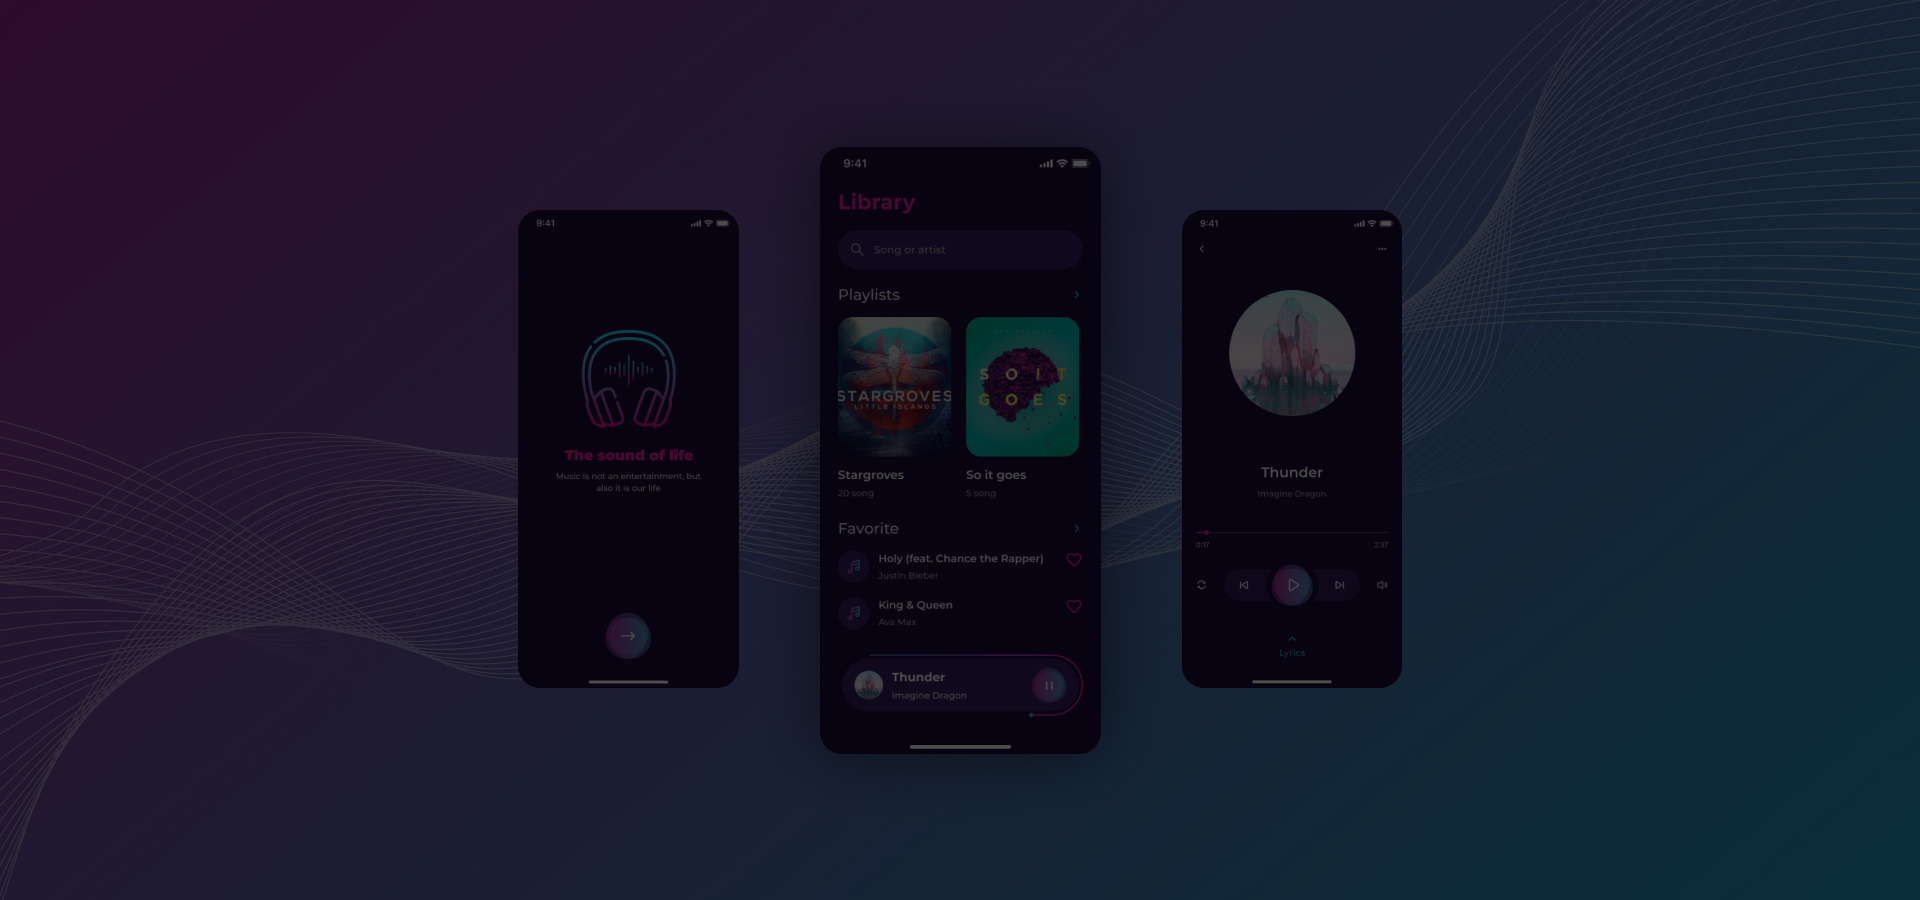 9:41
The sound of life
Music is not an entertainment, but
also it is our life
9:41
Library
Song or artist
Playlists
STARGROVES
LITTLE ISLANDS
SO IT
GOES
Stargroves
20 song
So it goes
5 song
Favorite
Holy (feat. Chance the Rapper)
Justin Bieber
King & Queen
Ava Max
Thunder
Imagine Dragon
9:41
Thunder
Imagine Dragon
0:17
2:37
Lyrics